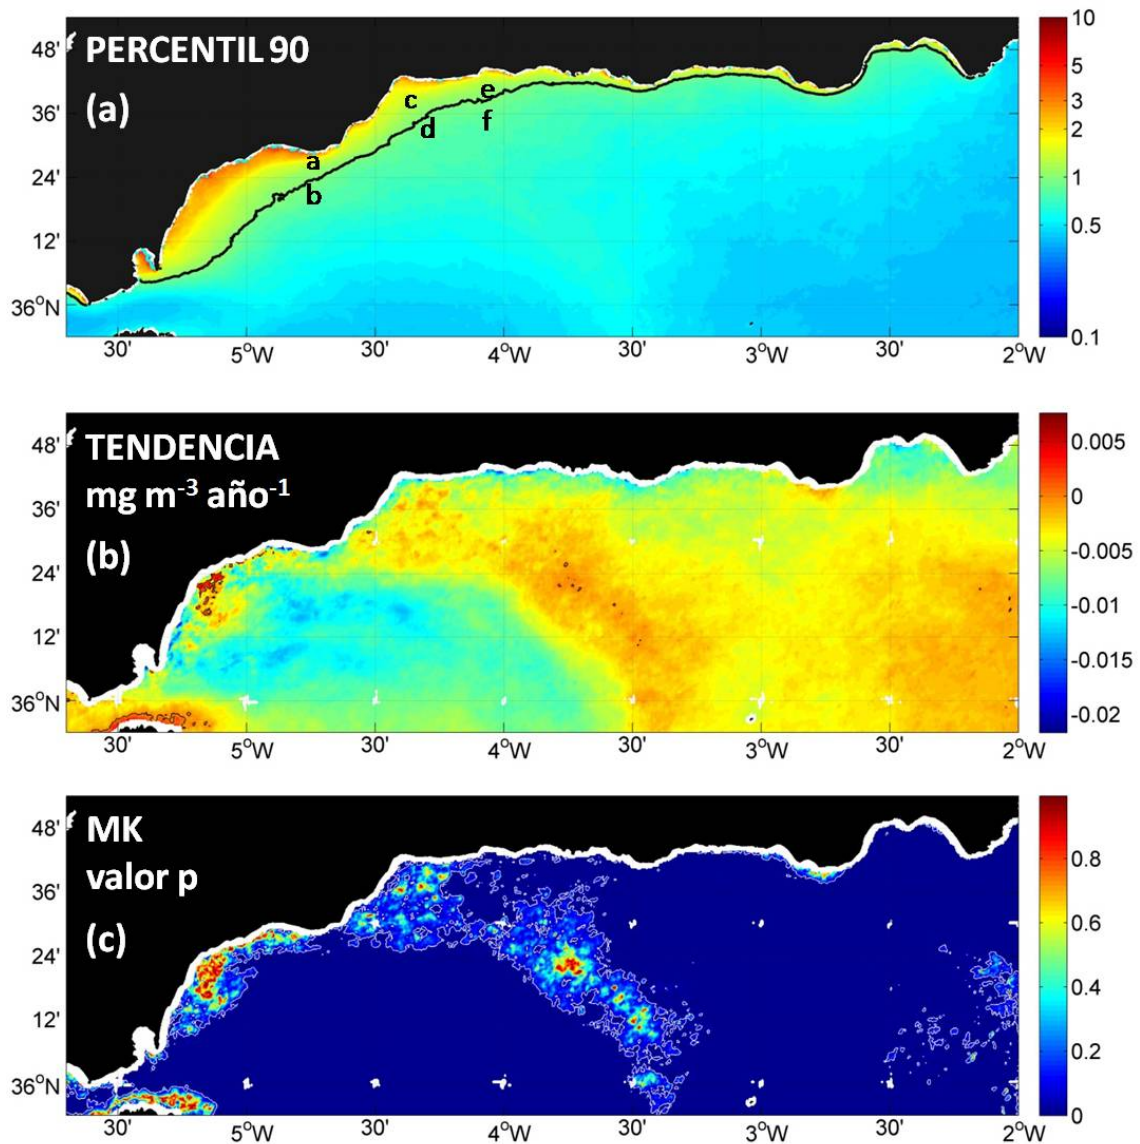 PERCENTIL 90
(a)
a
b
c
d
e
f
48'
36'
24'
12'
36°N
30'
5°W
30'
4°W
30'
3°W
30'
2°W
10
5
3
2
1
0.5
0.1
TENDENCIA
mg m⁻³ año⁻¹
(b)
48'
36'
24'
12'
36°N
30'
5°W
30'
4°W
30'
3°W
30'
2°W
0.005
0
-0.005
-0.01
-0.015
-0.02
MK
valor p
(c)
48'
36'
24'
12'
36°N
30'
5°W
30'
4°W
30'
3°W
30'
2°W
0.8
0.6
0.4
0.2
0